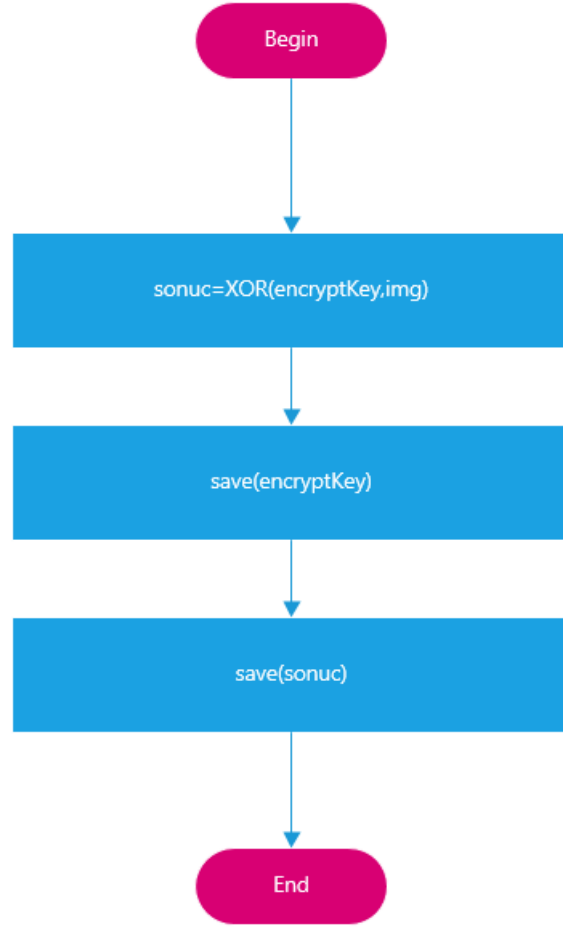 Begin
sonuc=XOR(encryptKey,img)
save(encryptKey)
save(sonuc)
End